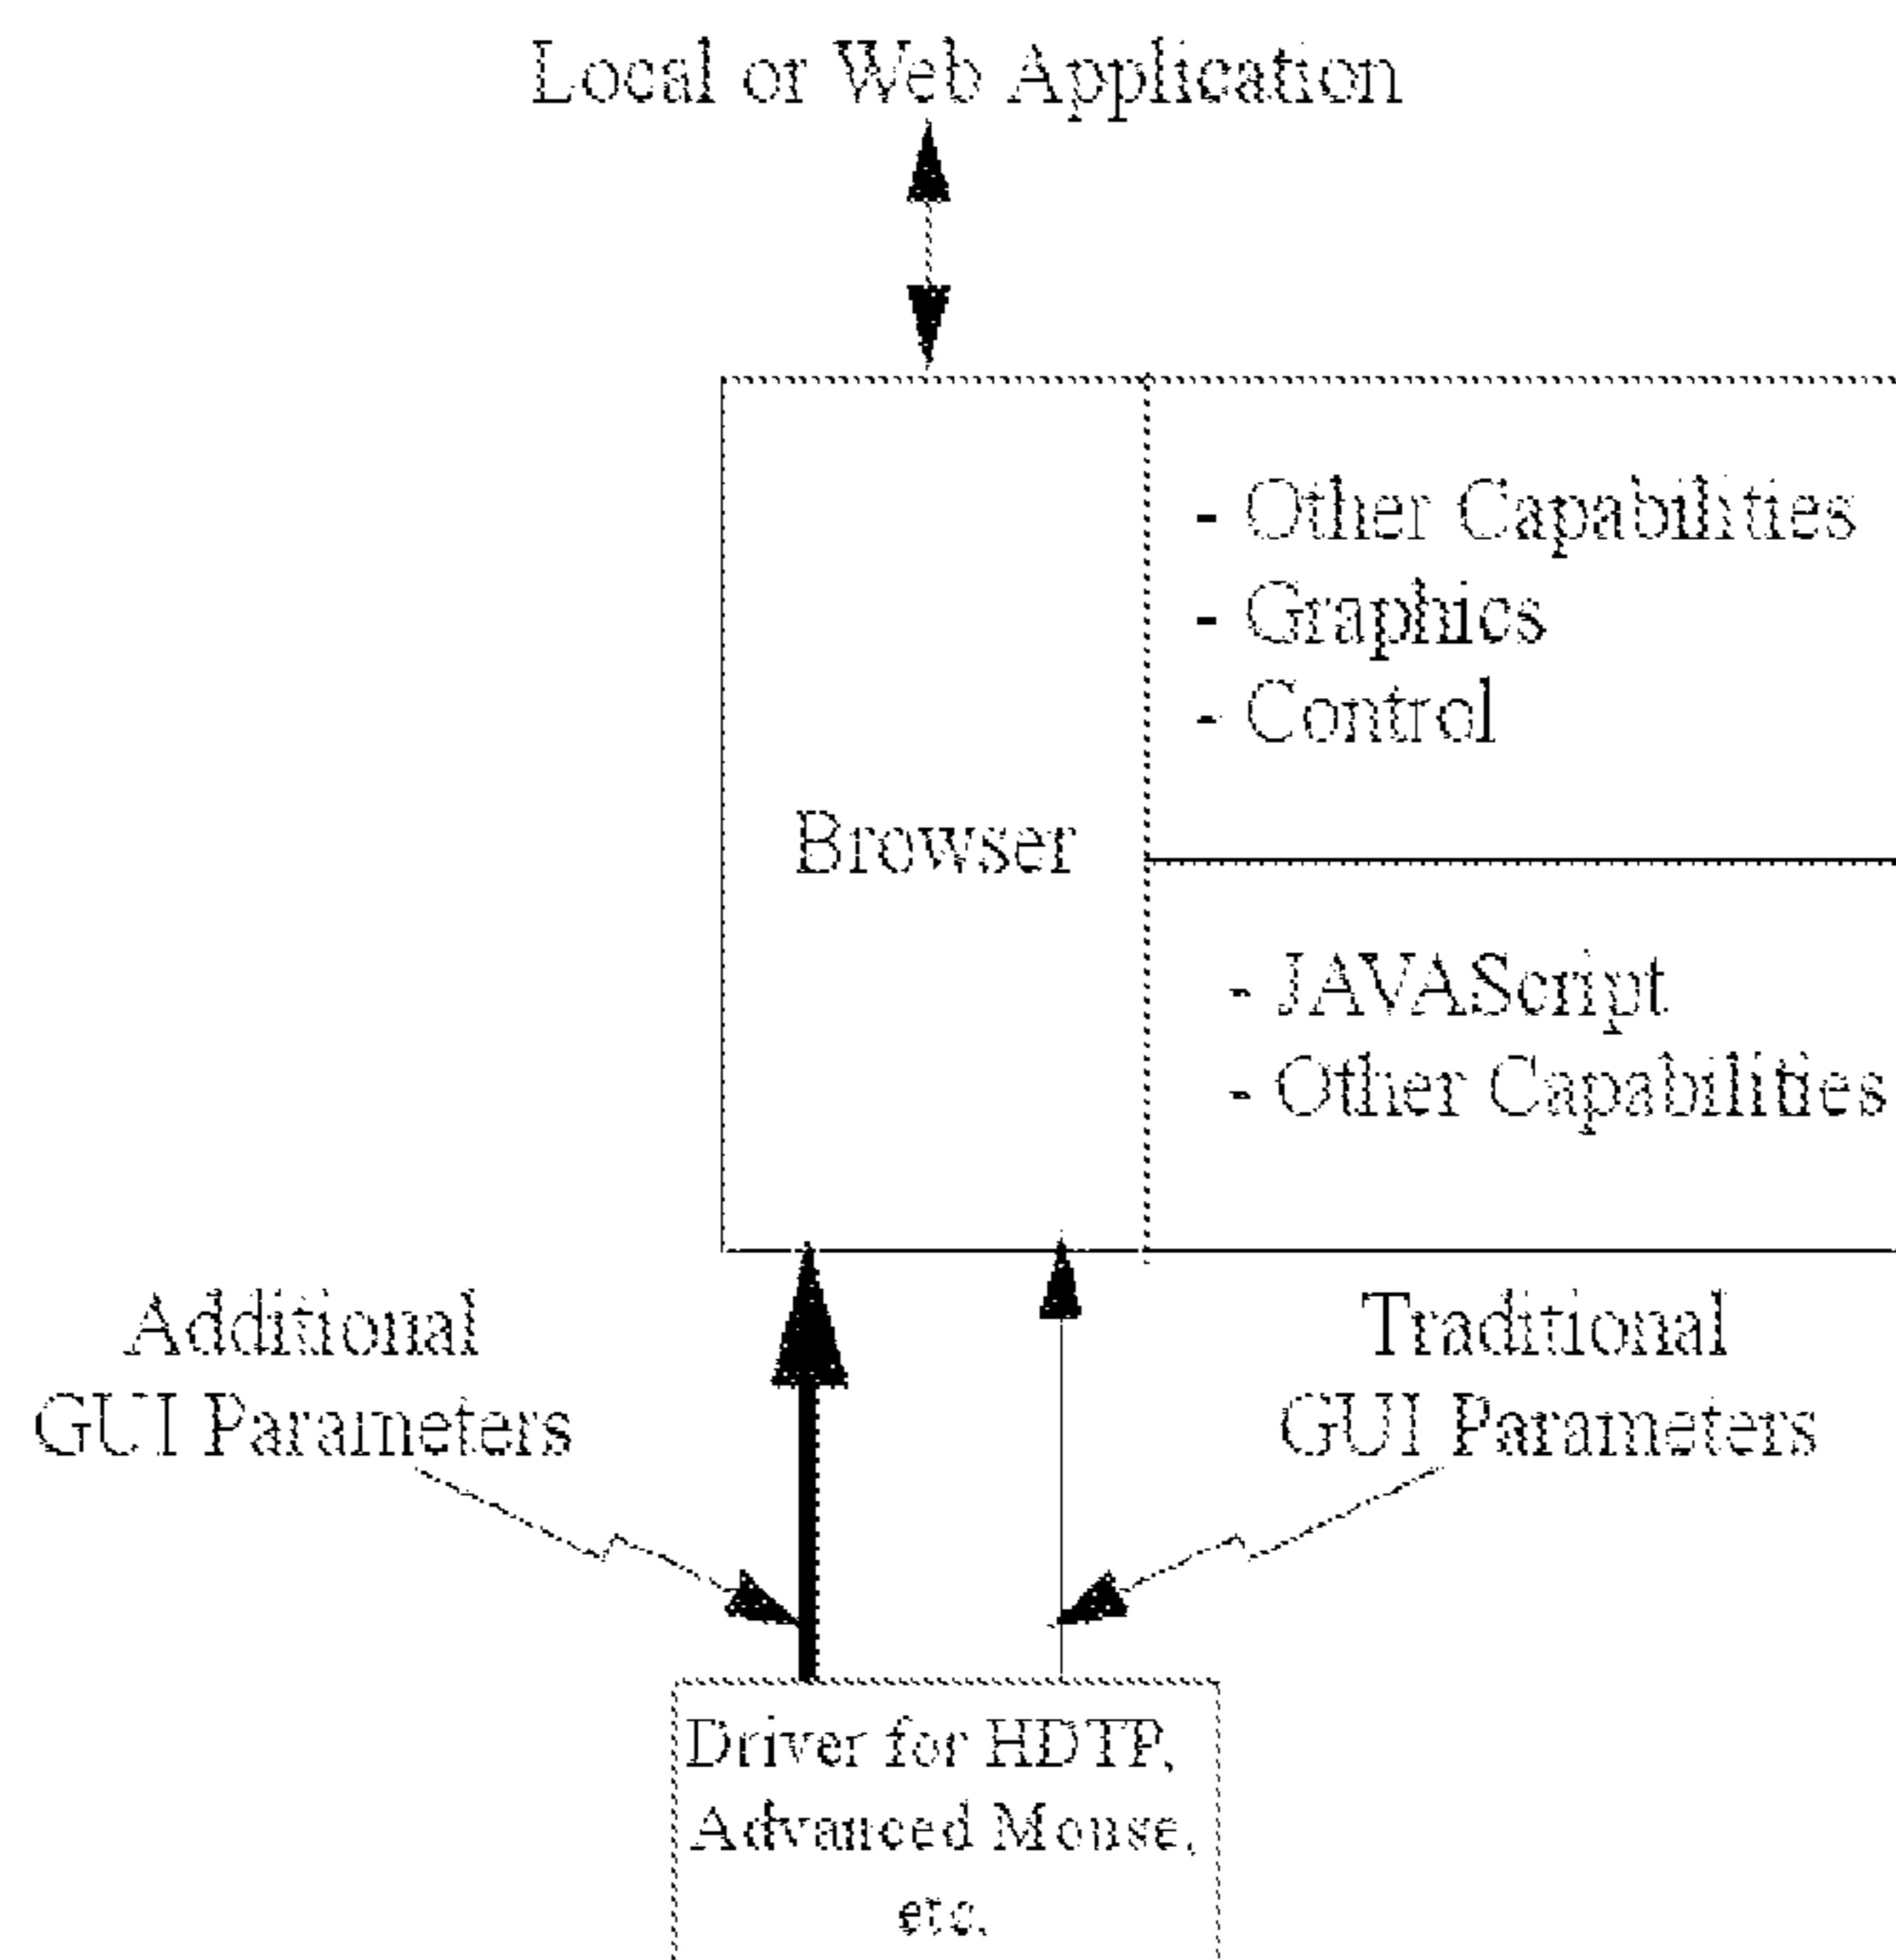 Local or Web Application
- Other Capabilities
- Graphics
- Control
Browser
- JAVAScript
- Other Capabilities
Additional
GUI Parameters
Traditional
GUI Parameters
Driver for HDTP,
Advanced Mouse,
etc.